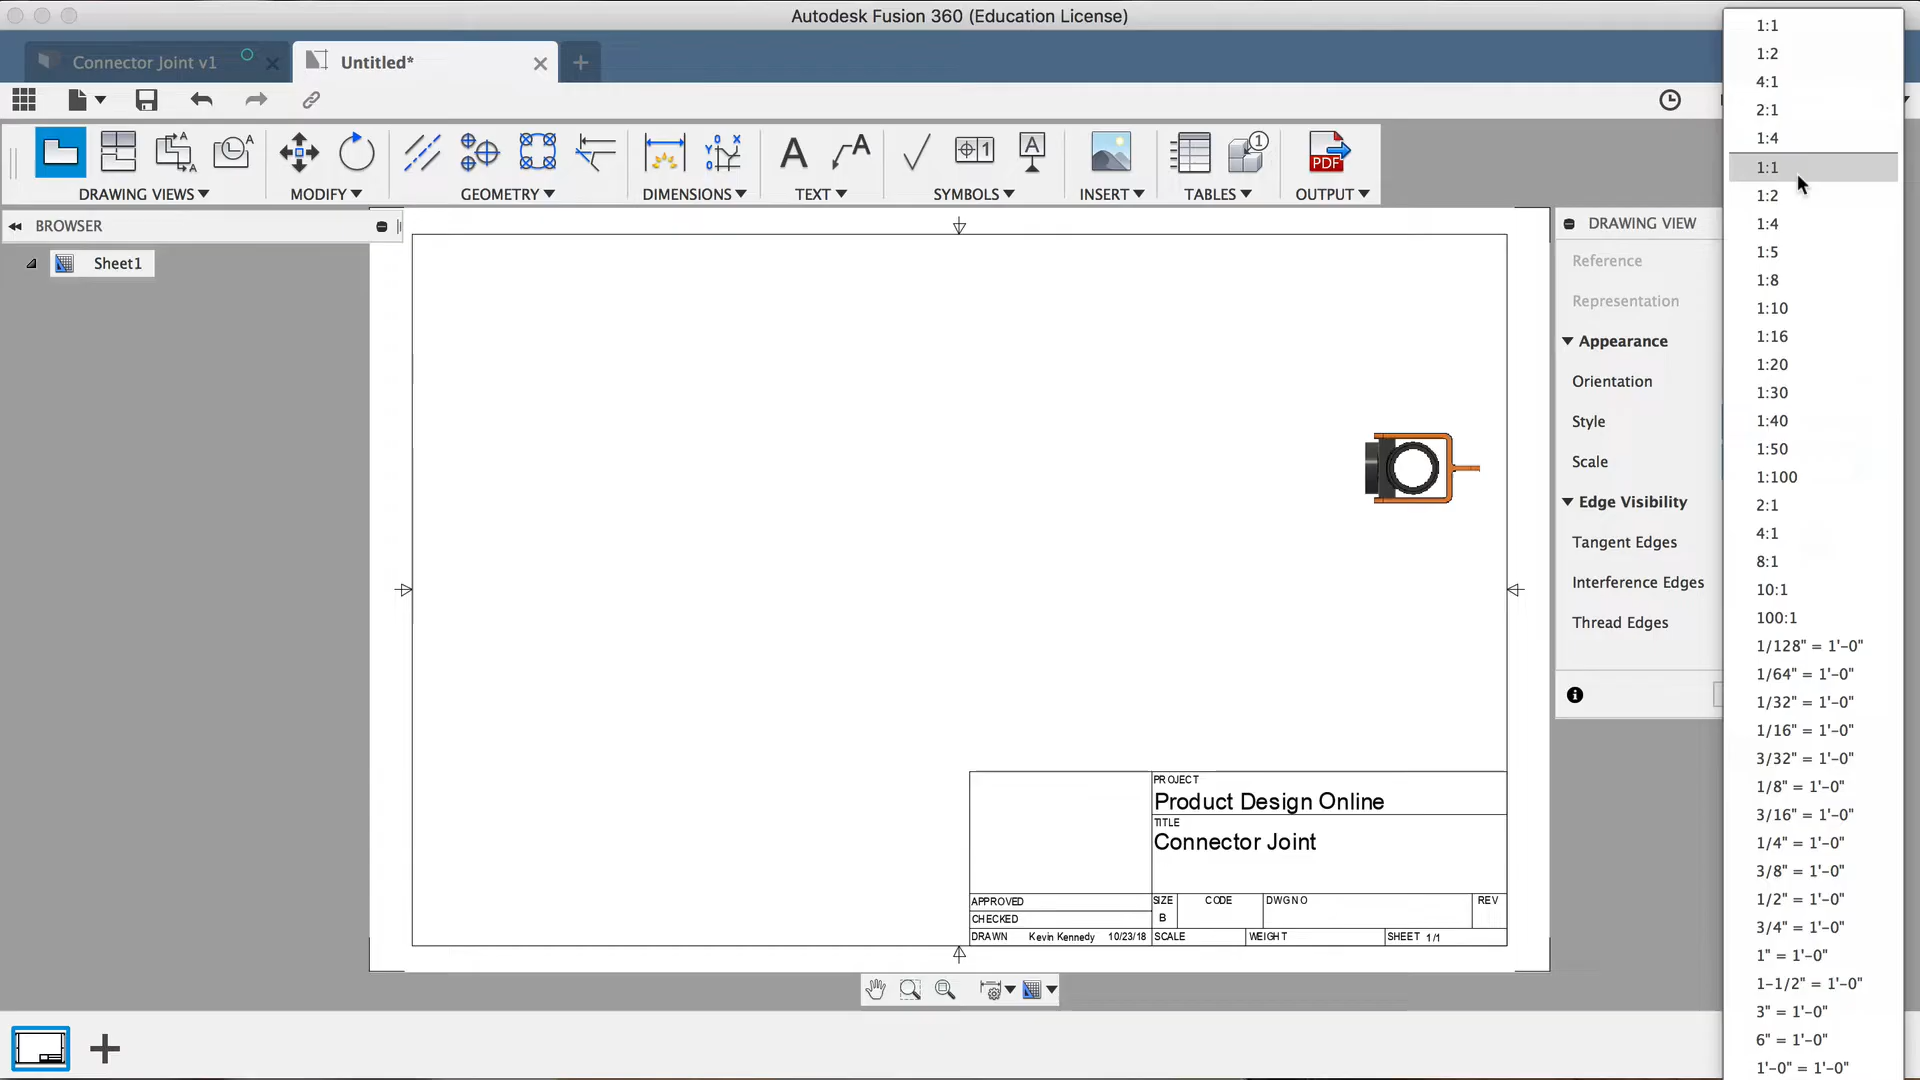 Autodesk Fusion 360 (Education License)
Connector Joint v1
Untitled*
A
A
A
1
A
1
PDF
DRAWING VIEWS
MODIFY
GEOMETRY
DIMENSIONS
TEXT
SYMBOLS
INSERT
TABLES
OUTPUT
BROWSER
Sheet1
PROJECT
Product Design Online
TITLE
Connector Joint
APPROVED
CHECKED
DRAWN Kevin Kennedy 10/23/18
SIZE
B
CODE
DWG NO
REV
SCALE
WEIGHT
SHEET 1/1
DRAWING VIEW
Reference
Representation
Appearance
Orientation
Style
Scale
Edge Visibility
Tangent Edges
Interference Edges
Thread Edges
1:1
1:2
4:1
2:1
1:4
1:1
1:2
1:4
1:5
1:8
1:10
1:16
1:20
1:30
1:40
1:50
1:100
2:1
4:1
8:1
10:1
100:1
1/128" = 1'-0"
1/64" = 1'-0"
1/32" = 1'-0"
1/16" = 1'-0"
3/32" = 1'-0"
1/8" = 1'-0"
3/16" = 1'-0"
1/4" = 1'-0"
3/8" = 1'-0"
1/2" = 1'-0"
3/4" = 1'-0"
1" = 1'-0"
1-1/2" = 1'-0"
3" = 1'-0"
6" = 1'-0"
1'-0" = 1'-0"